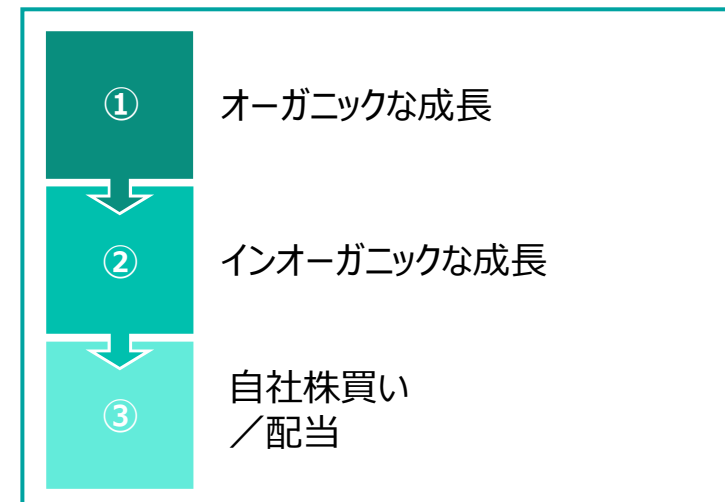 ①
オーガニックな成長
②
インオーガニックな成長
③
自社株買い
／配当